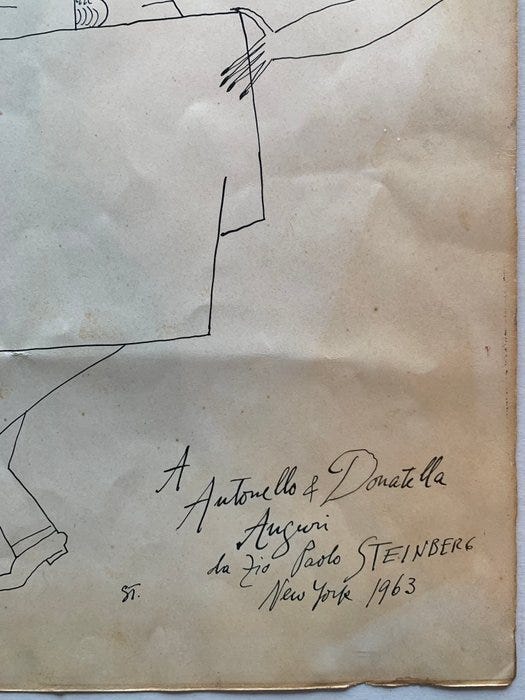 A
Antonello & Donatella
Auguri
da Zio Paolo STEINBERG
New York 1963
ST.